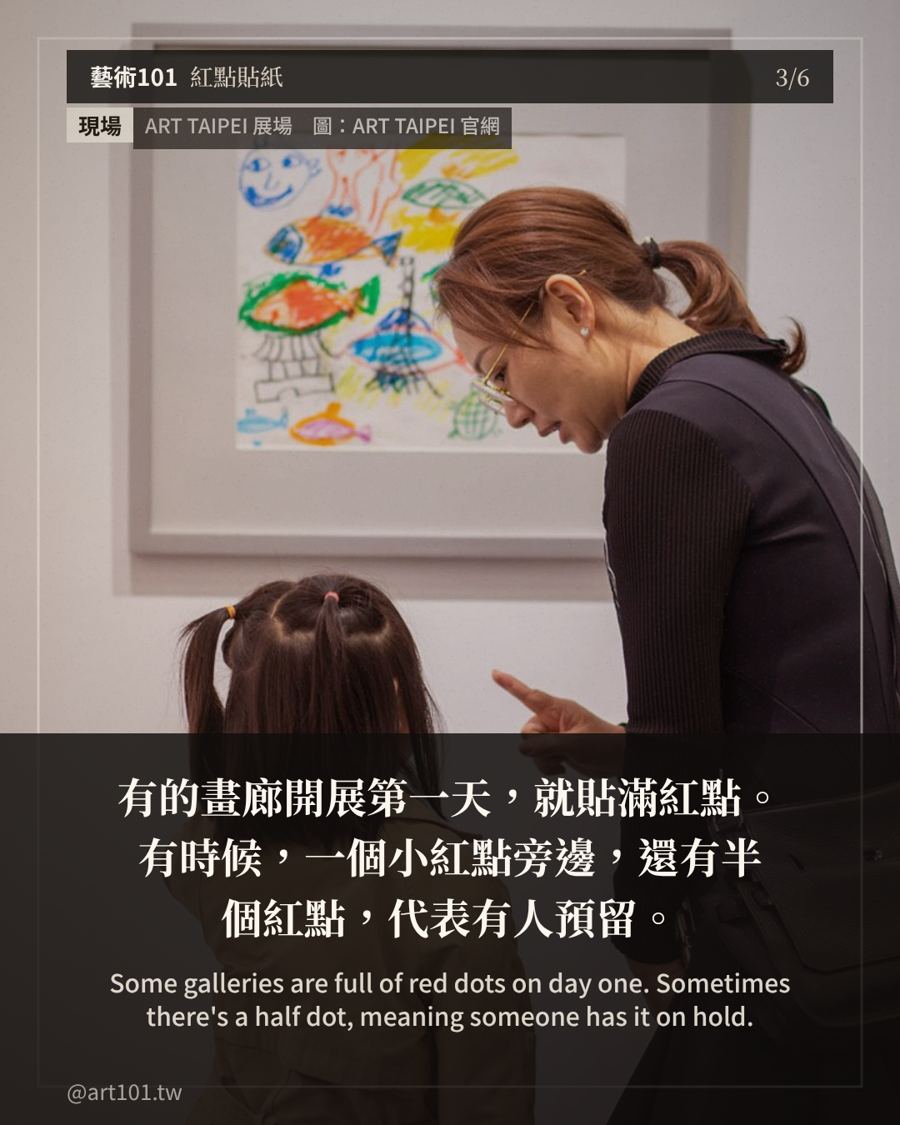 藝術101 紅點貼紙 3/6
現場 ART TAIPEI 展場 圖：ART TAIPEI 官網
有的畫廊開展第一天，就貼滿紅點。
有時候，一個小紅點旁邊，還有半
個紅點，代表有人預留。
Some galleries are full of red dots on day one. Sometimes
there's a half dot, meaning someone has it on hold.
@art101.tw